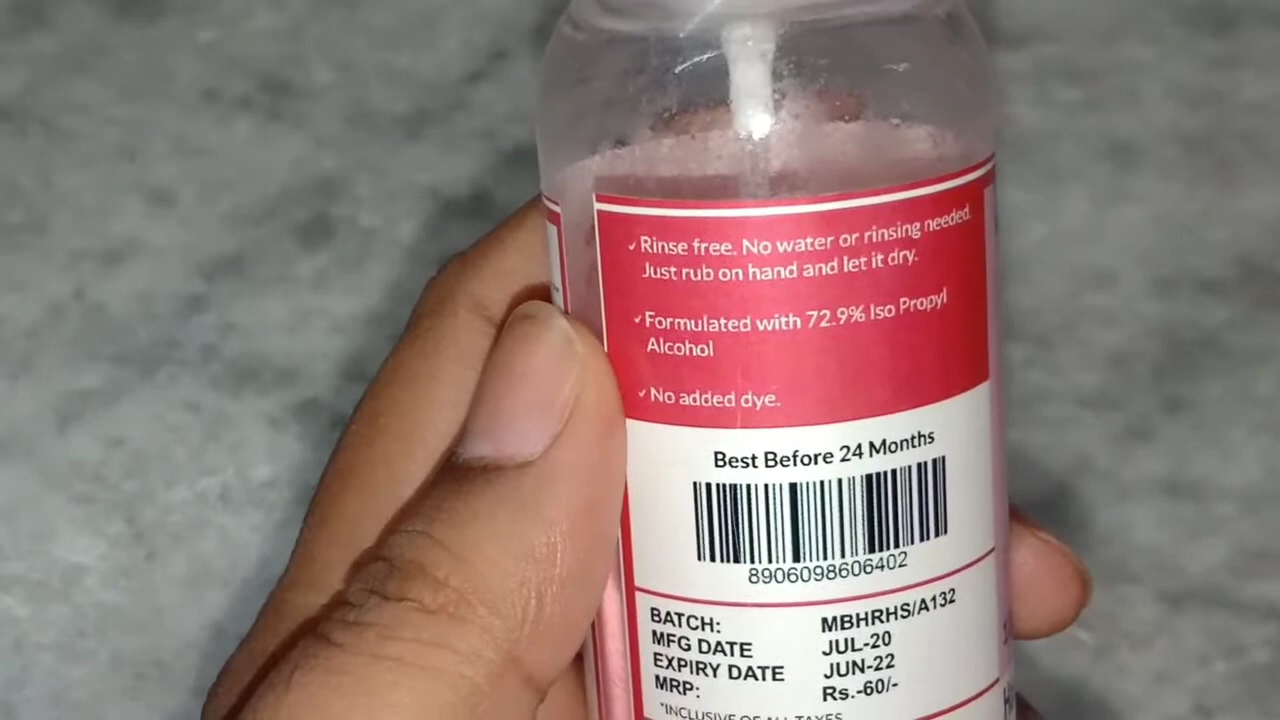 ✓ Rinse free. No water or rinsing needed.
Just rub on hand and let it dry.
✓ Formulated with 72.9% Iso Propyl
Alcohol
✓ No added dye.
Best Before 24 Months
8906098606402
BATCH: MBHRHS/A132
MFG DATE JUL-20
EXPIRY DATE JUN-22
MRP: Rs.-60/-
*INCLUSIVE OF ALL TAXES